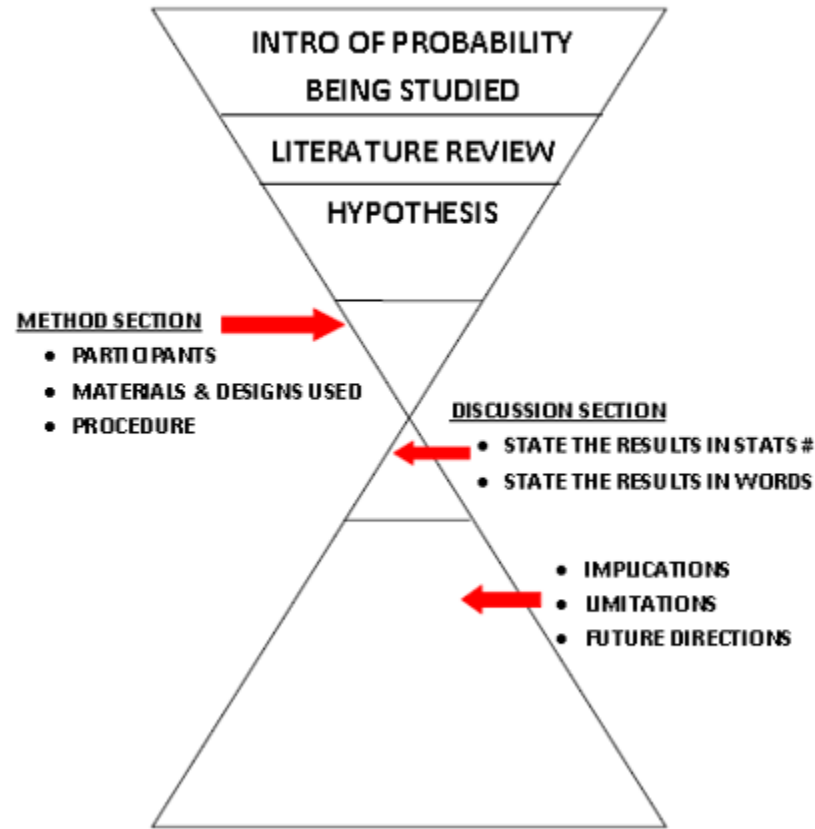 INTRO OF PROBABILITY
BEING STUDIED
LITERATURE REVIEW
HYPOTHESIS
METHOD SECTION
• PARTICIPANTS
• MATERIALS & DESIGNS USED
• PROCEDURE
DISCUSSION SECTION
• STATE THE RESULTS IN STATS #
• STATE THE RESULTS IN WORDS
• IMPLICATIONS
• LIMITATIONS
• FUTURE DIRECTIONS